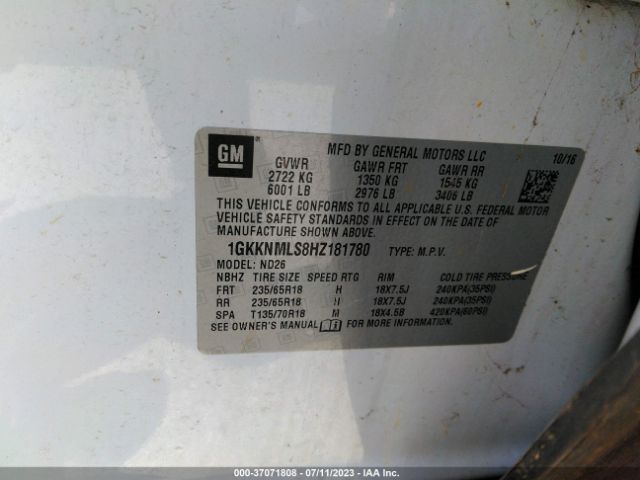 GM
MFD BY GENERAL MOTORS LLC 10/16
GVWR GAWR FRT GAWR RR
2722 KG 1350 KG 1545 KG
6001 LB 2976 LB 3406 LB
THIS VEHICLE CONFORMS TO ALL APPLICABLE U.S. FEDERAL MOTOR
VEHICLE SAFETY STANDARDS IN EFFECT ON THE DATE OF
MANUFACTURE SHOWN ABOVE.
1GKKNMLS8HZ181780 TYPE: M.P.V.
MODEL: ND26
NBHZ TIRE SIZE SPEED RTG RIM COLD TIRE PRESSURE
FRT 235/65R18 H 18X7.5J 240KPA(35PSI)
RR 235/65R18 H 18X7.5J 240KPA(35PSI)
SPA T135/70R18 M 18X4.5B 420KPA(60PSI)
SEE OWNER'S MANUAL FOR MORE INFORMATION
000-37071808 - 07/11/2023 - IAA Inc.